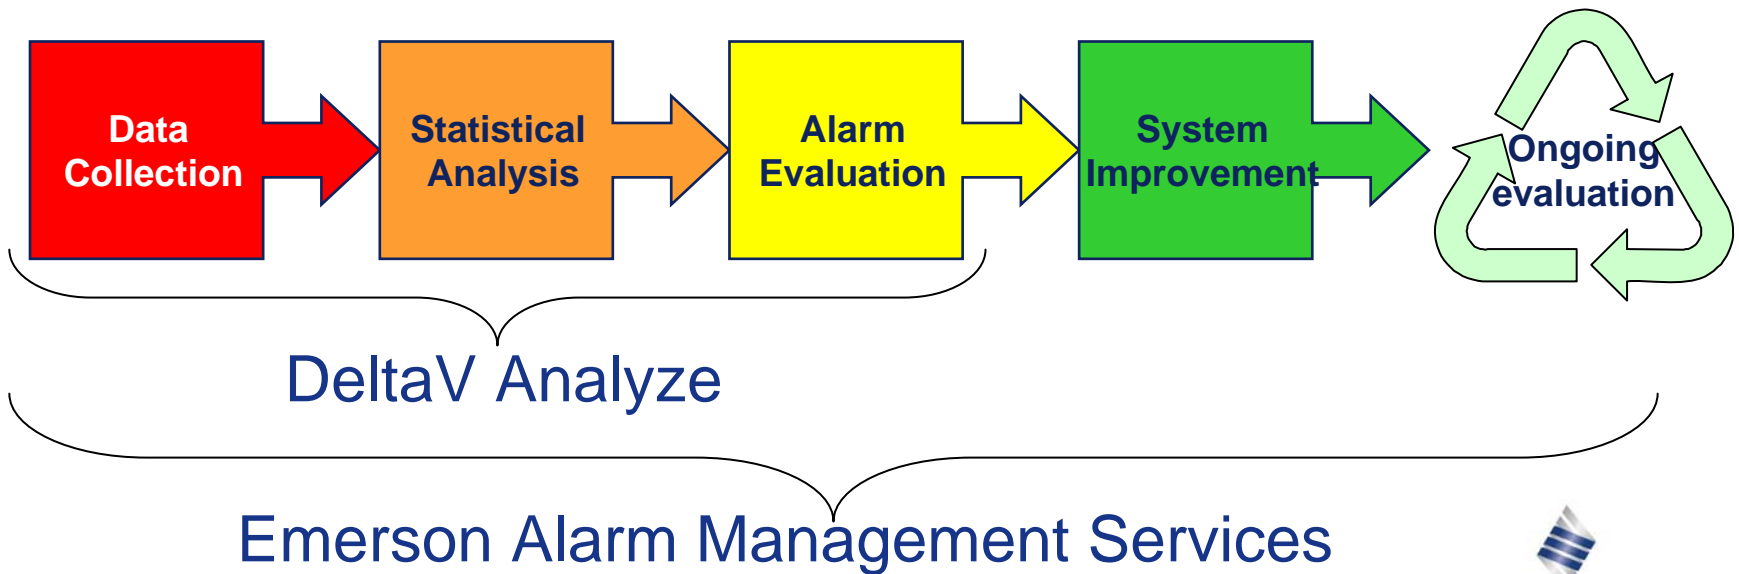 Data
Collection
Statistical
Analysis
Alarm
Evaluation
System
Improvement
Ongoing
evaluation
DeltaV Analyze
Emerson Alarm Management Services